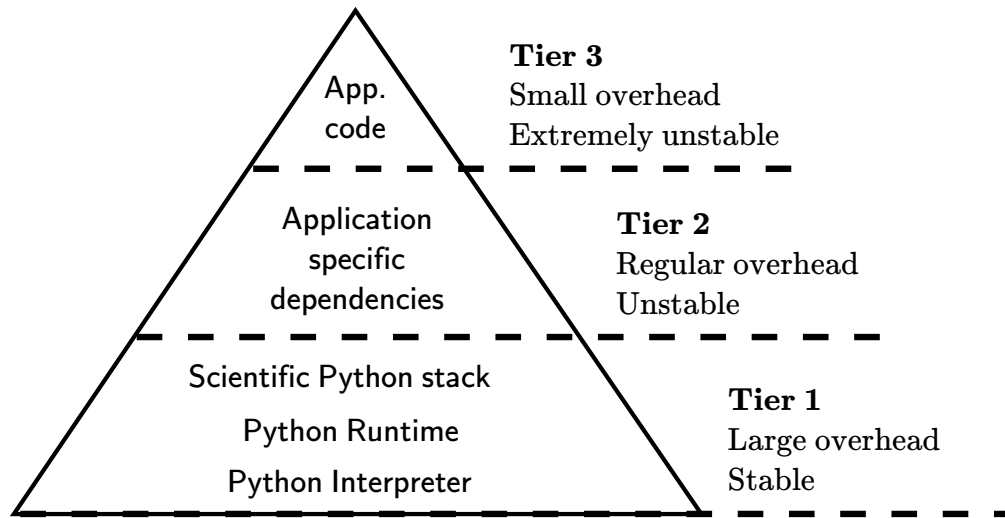 App.
code
Tier 3
Small overhead
Extremely unstable
Application
specific
dependencies
Tier 2
Regular overhead
Unstable
Scientific Python stack
Python Runtime
Python Interpreter
Tier 1
Large overhead
Stable